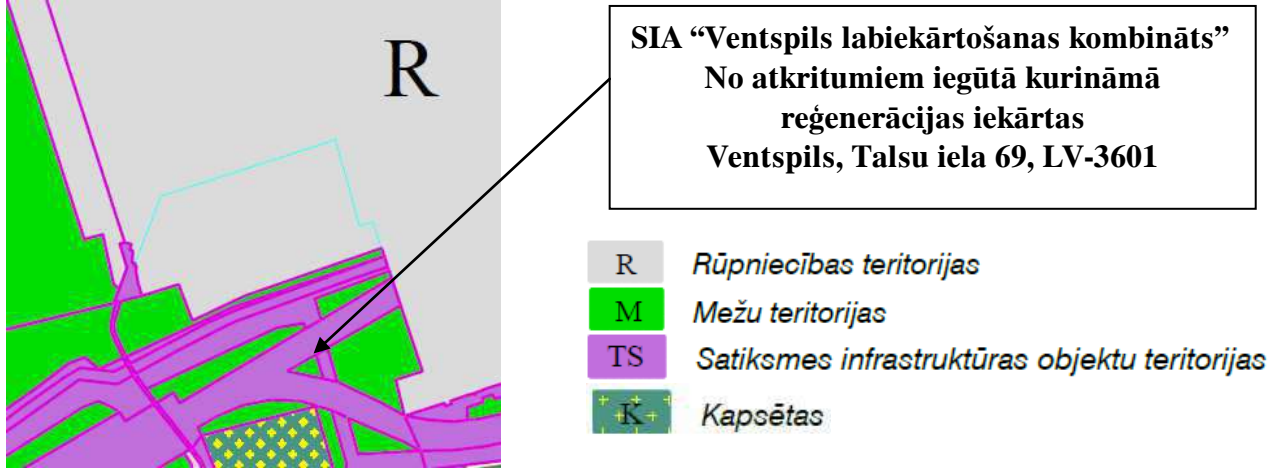 R
SIA “Ventspils labiekārtošanas kombināts”
No atkritumiem iegūtā kurināmā
reģenerācijas iekārtas
Ventspils, Talsu iela 69, LV-3601
R Rūpniecības teritorijas
M Mežu teritorijas
TS Satiksmes infrastruktūras objektu teritorijas
K Kapsētas